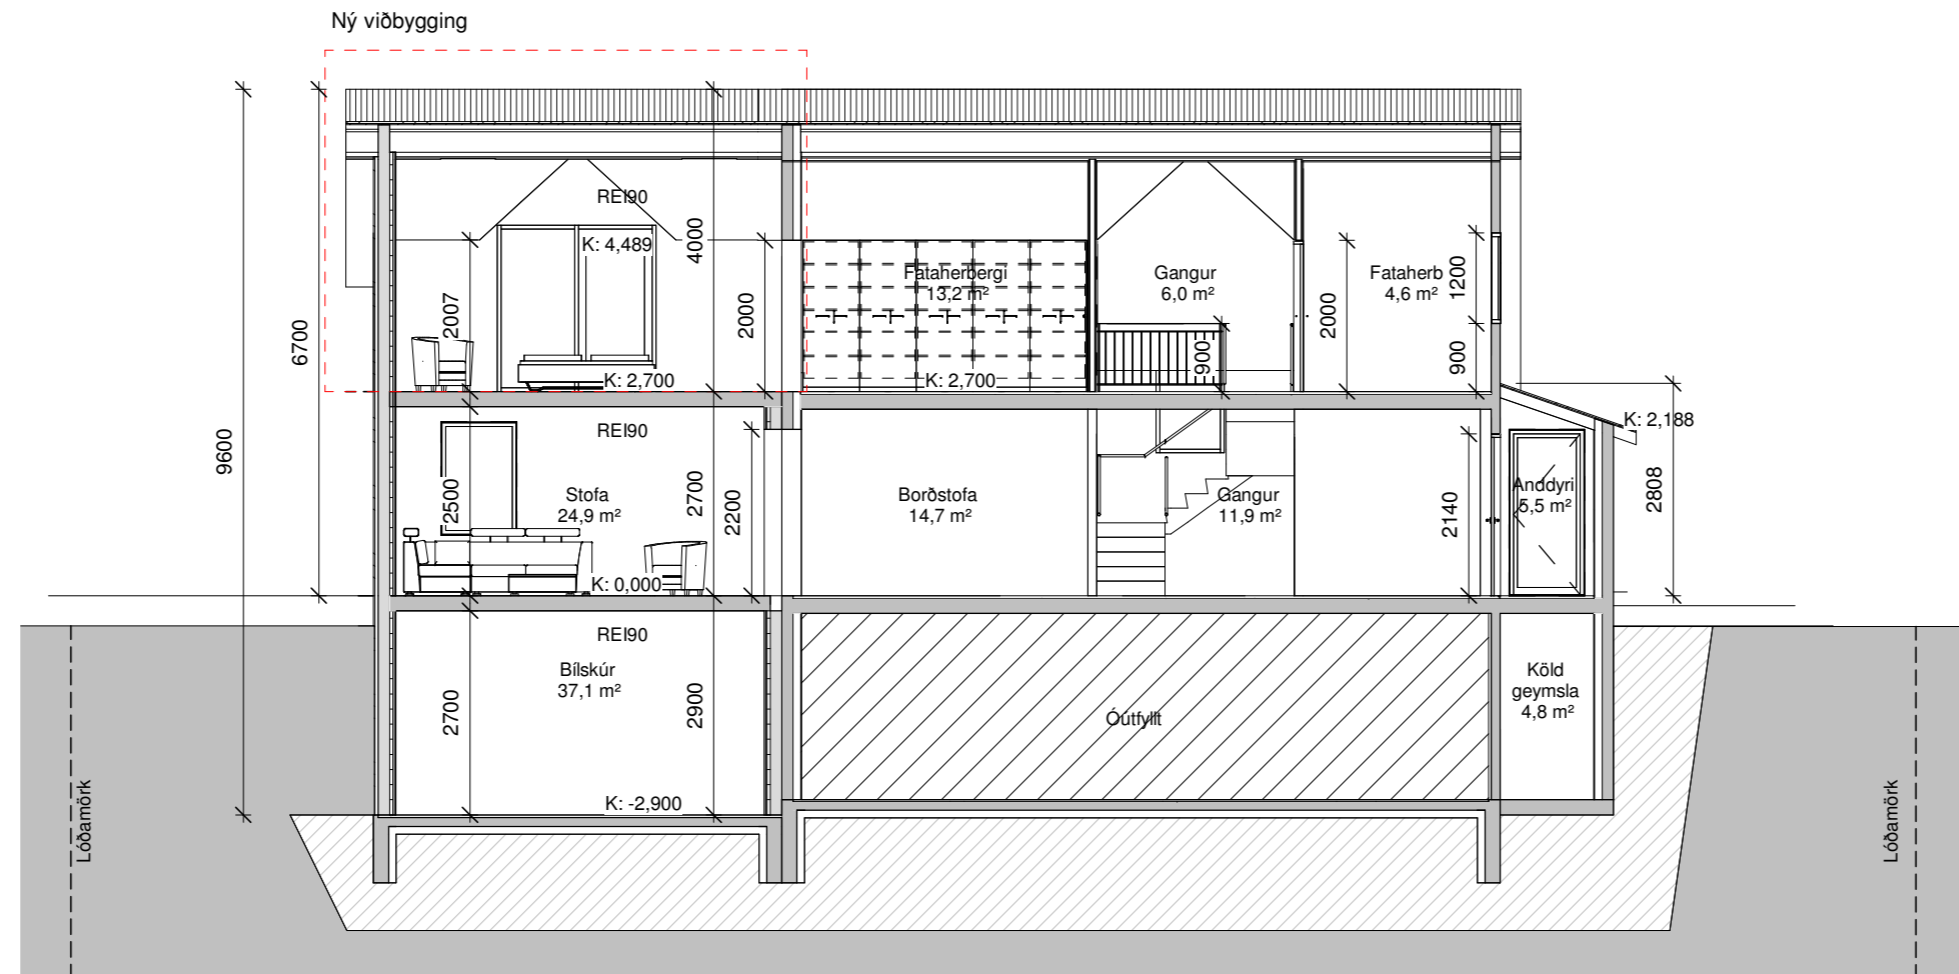 Ný viðbygging
REI90
K: 4,489
4000
2007
2000
Fataherbergi
13,2 m²
Gangur
6,0 m²
Fataherb
4,6 m²
1200
2000
900
900
6700
9600
K: 2,700
K: 2,700
K: 2,188
REI90
Stofa
24,9 m²
2500
2700
2200
Borðstofa
14,7 m²
Gangur
11,9 m²
2140
Anddyri
5,5 m²
2808
K: 0,000
REI90
Bílskúr
37,1 m²
2700
2900
Óútfyllt
Köld
geymsla
4,8 m²
K: -2,900
Lóðamörk
Lóðamörk